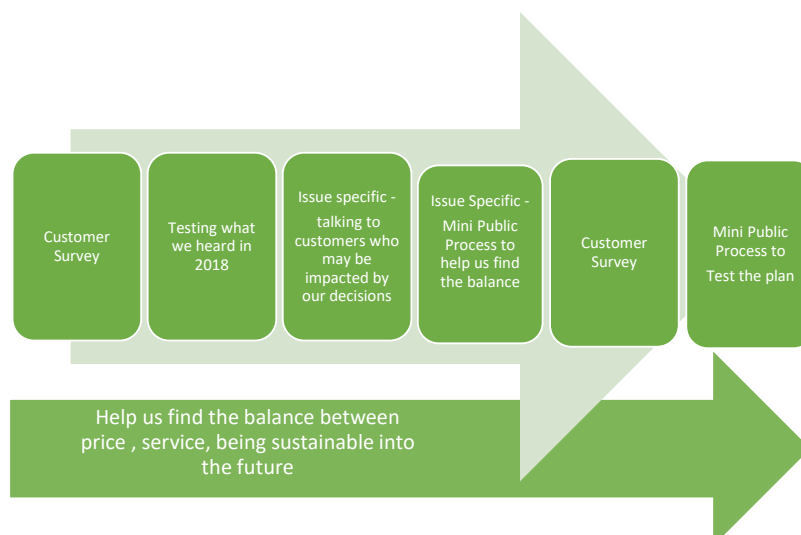 Customer
Survey
Testing what
we heard in
2018
Issue specific -
talking to
customers who
may be
impacted by
our decisions
Issue Specific -
Mini Public
Process to
help us find
the balance
Customer
Survey
Mini Public
Process to
Test the plan
Help us find the balance between
price , service, being sustainable into
the future